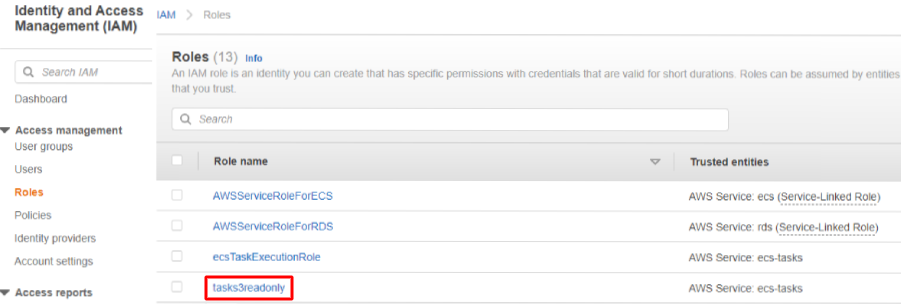 Identity and Access
Management (IAM)
Search IAM
Dashboard
Access management
User groups
Users
Roles
Policies
Identity providers
Account settings
Access reports
IAM > Roles
Roles (13) Info
An IAM role is an identity you can create that has specific permissions with credentials that are valid for short durations. Roles can be assumed by entities
that you trust.
Search
Role name Trusted entities
AWSServiceRoleForECS AWS Service: ecs (Service-Linked Role)
AWSServiceRoleForRDS AWS Service: rds (Service-Linked Role)
ecsTaskExecutionRole AWS Service: ecs-tasks
tasks3readonly AWS Service: ecs-tasks